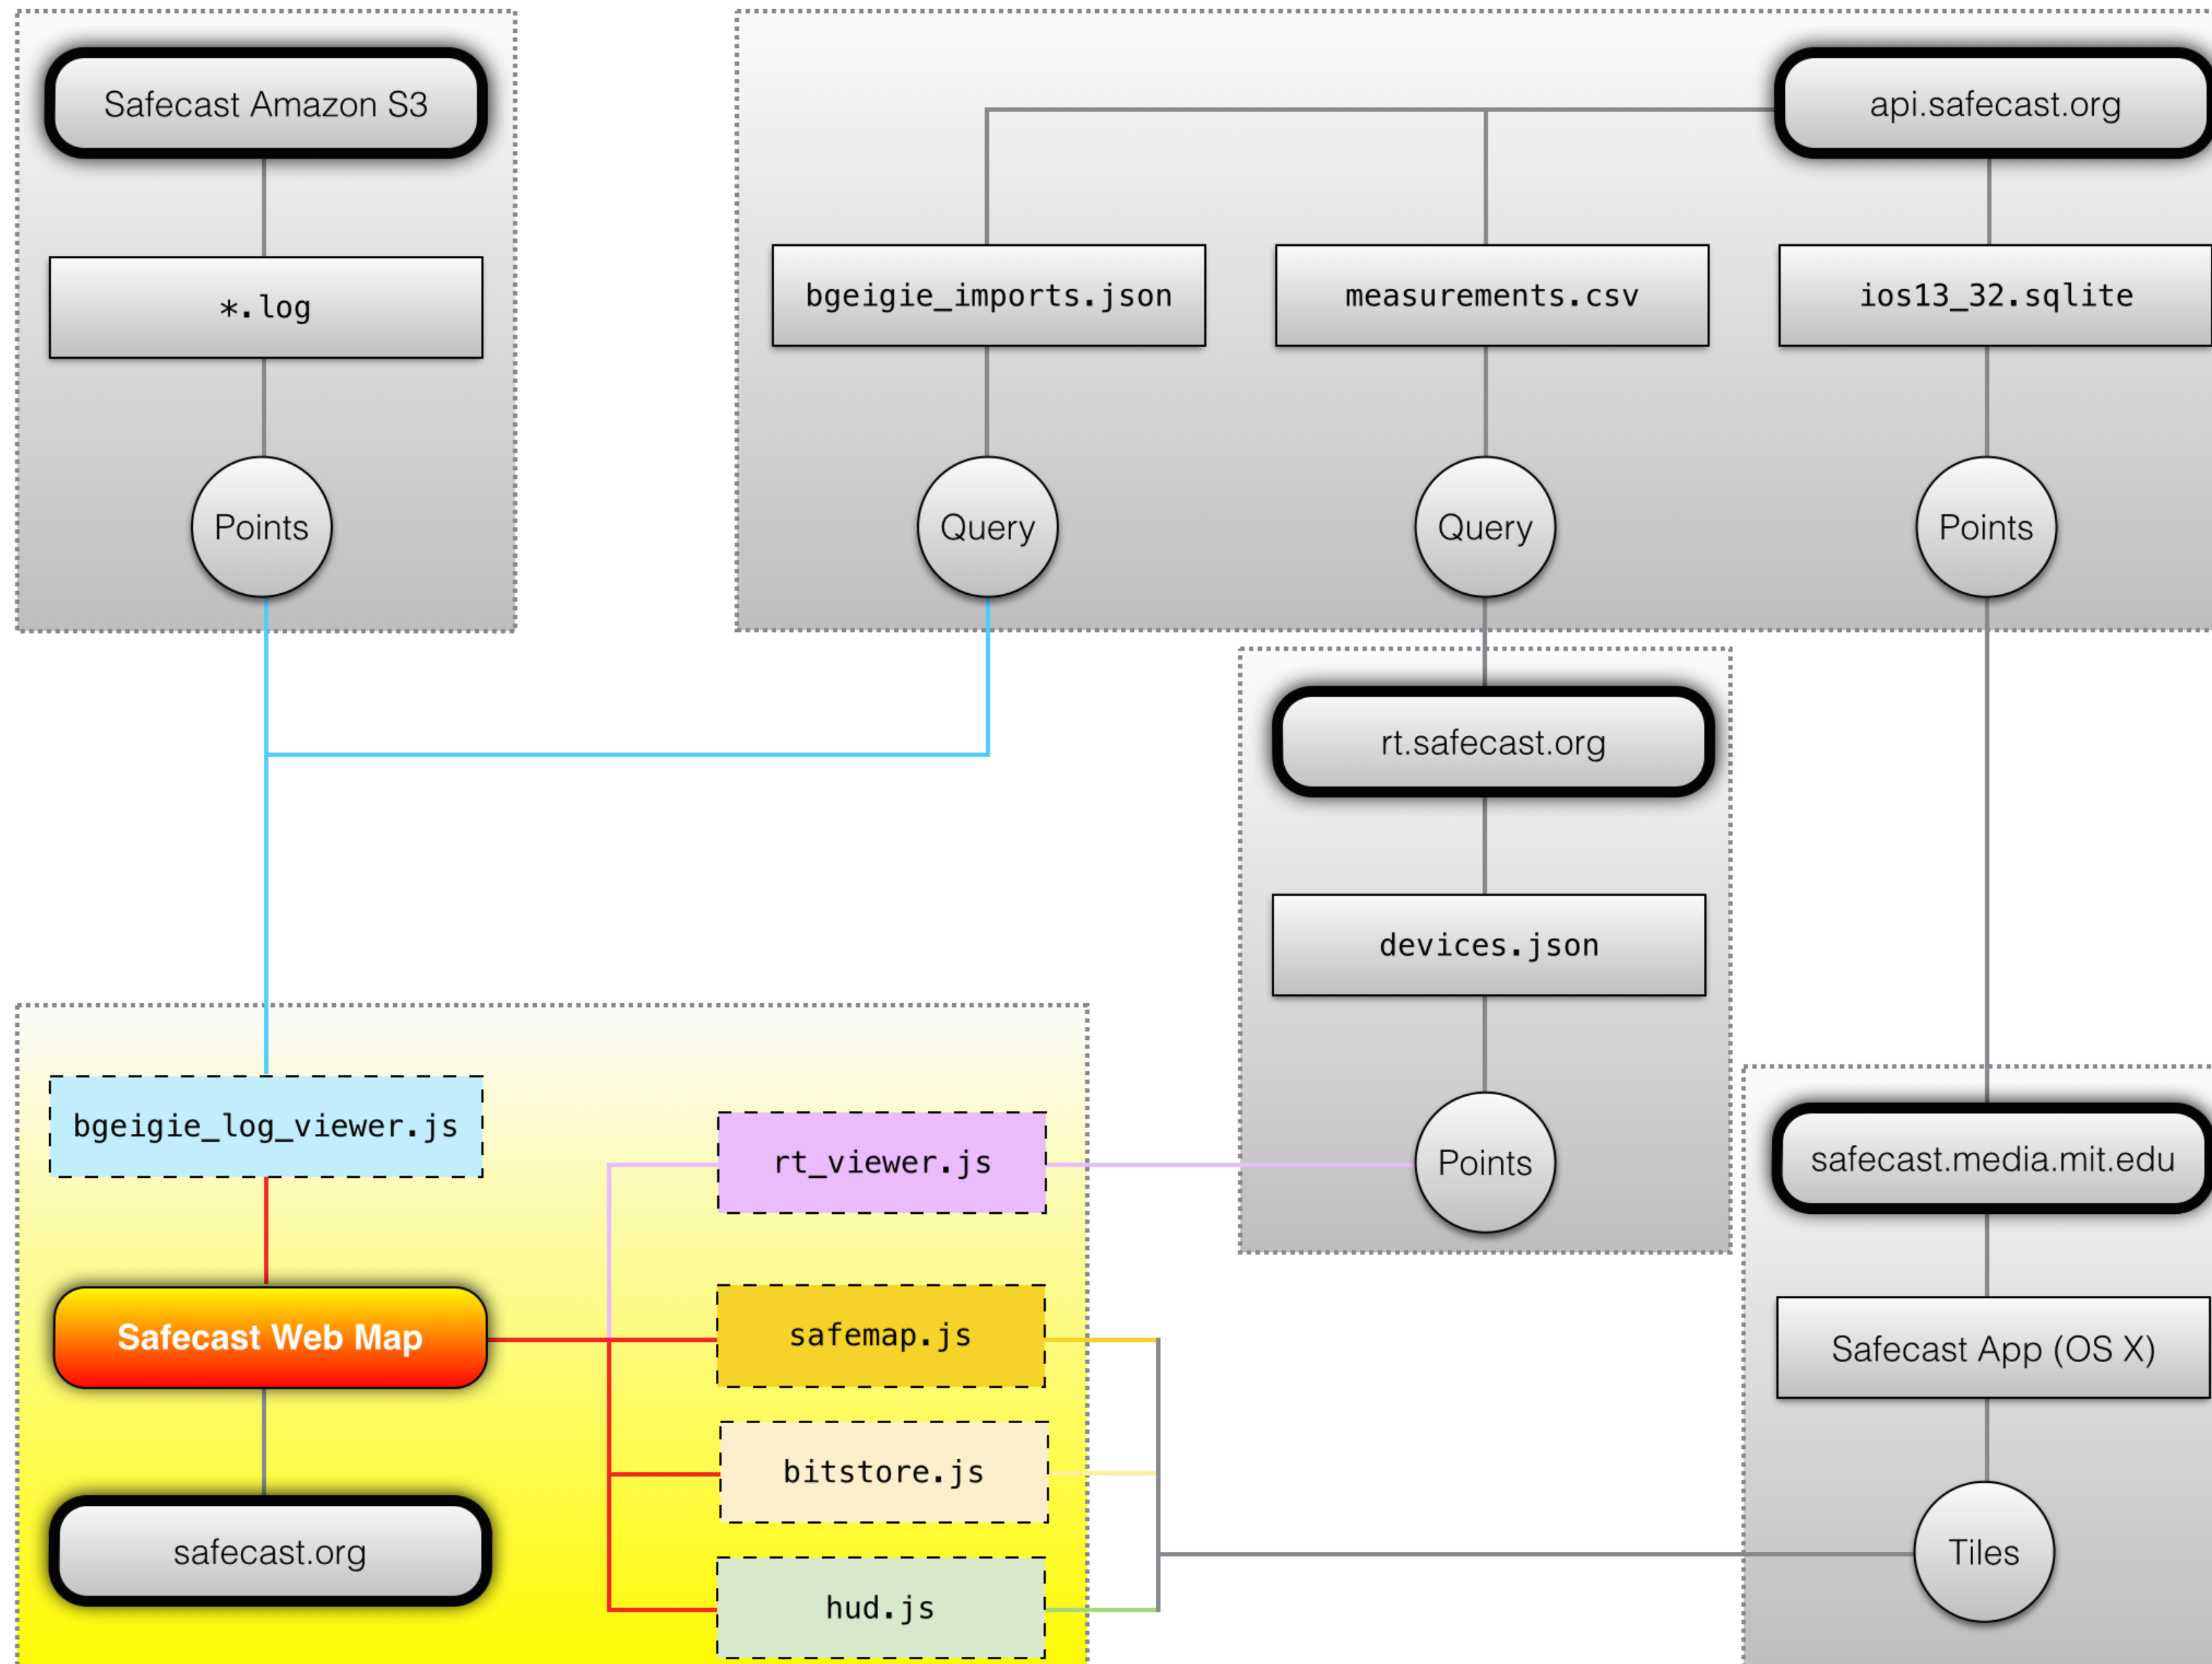 Safecast Amazon S3
api.safecast.org
*.log
bgeigie_imports.json
measurements.csv
ios13_32.sqlite
Points
Query
Query
Points
rt.safecast.org
devices.json
bgeigie_log_viewer.js
rt_viewer.js
Points
safecast.media.mit.edu
Safecast Web Map
safemap.js
Safecast App (OS X)
bitstore.js
safecast.org
hud.js
Tiles